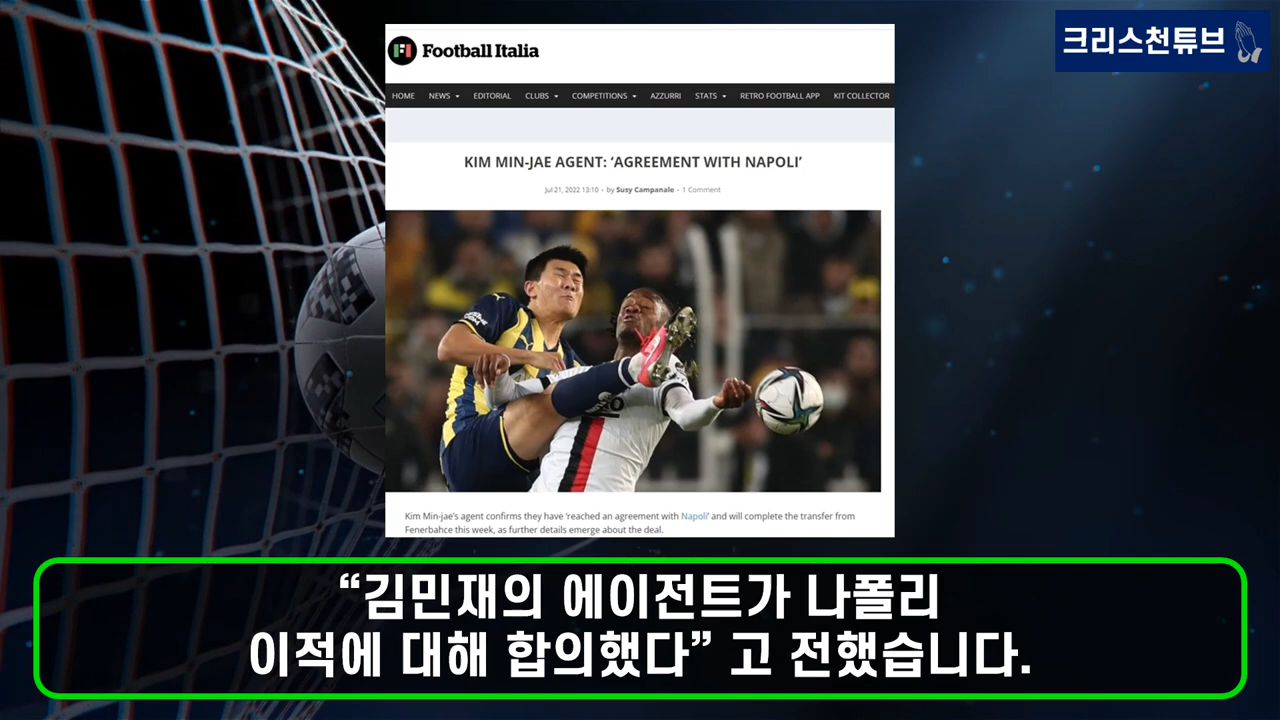 크리스천튜브
Football Italia
HOME NEWS EDITORIAL CLUBS COMPETITIONS AZZURRI STATS RETRO FOOTBALL APP KIT COLLECTOR
KIM MIN-JAE AGENT: ‘AGREEMENT WITH NAPOLI’
Jul 21, 2022 13:10 - by Susy Campanale - 1 Comment
Kim Min-jae’s agent confirms they have ‘reached an agreement with Napoli’ and will complete the transfer from
Fenerbahce this week, as further details emerge about the deal.
“김민재의 에이전트가 나폴리
이적에 대해 합의했다” 고 전했습니다.